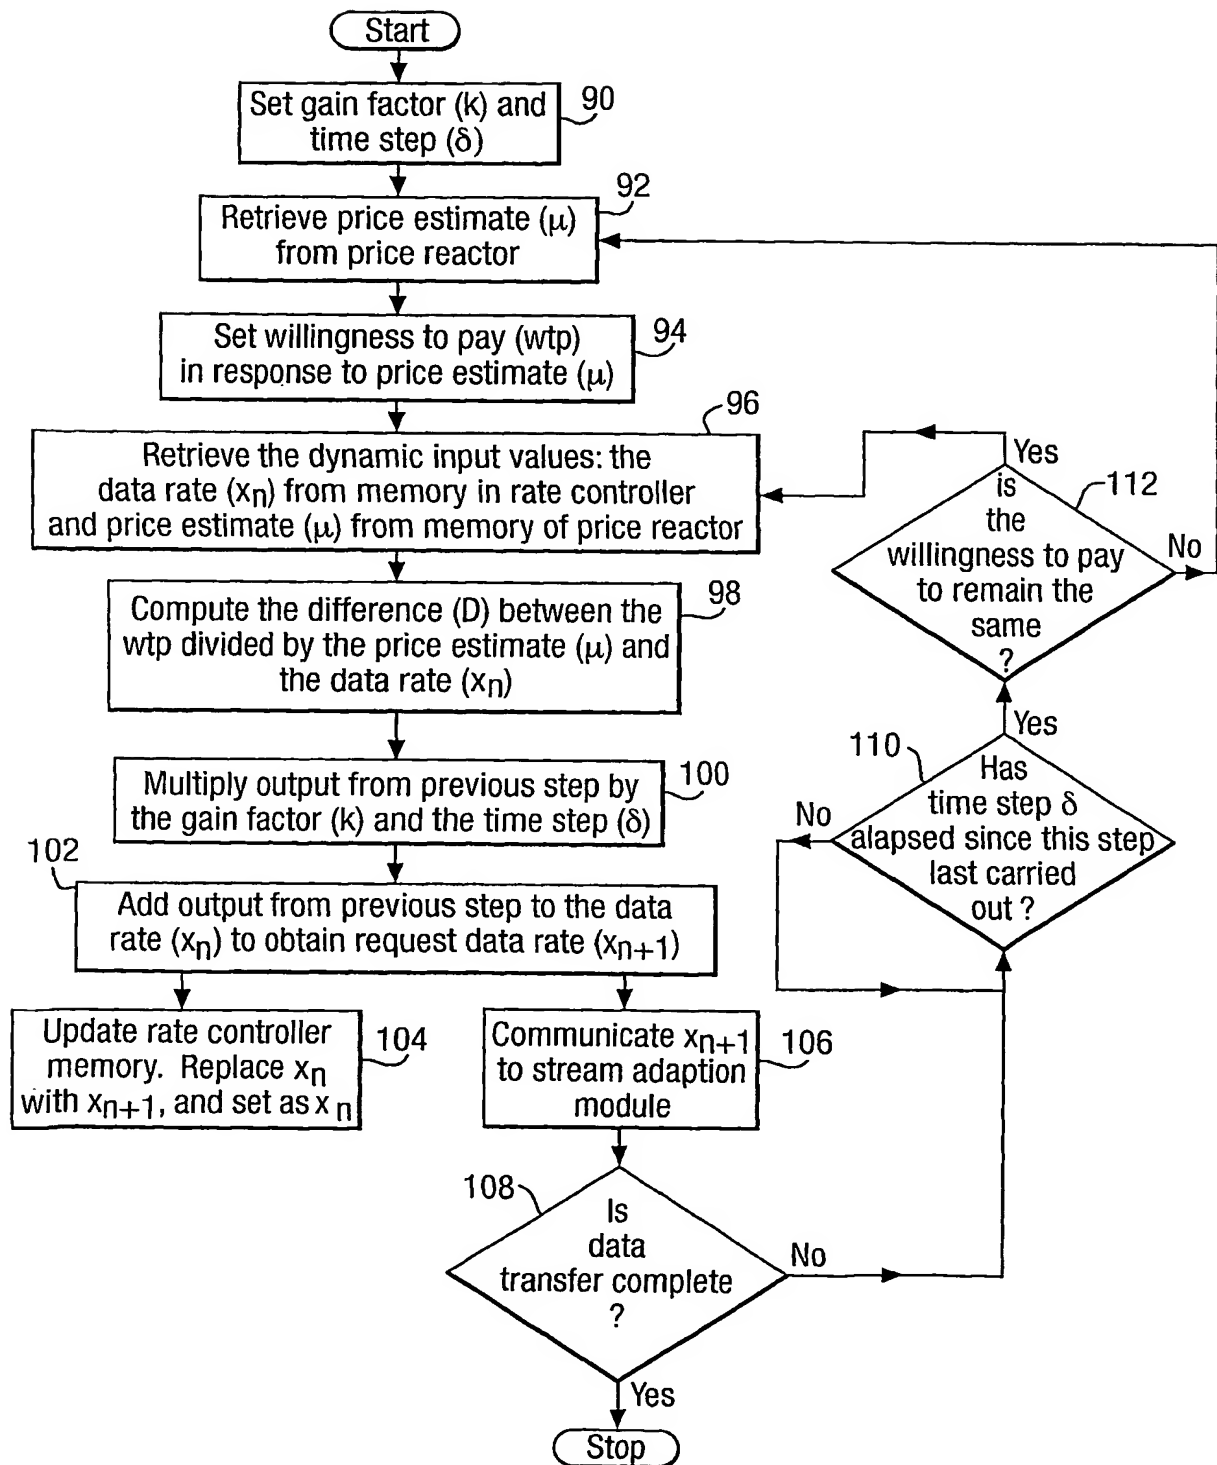 Start
Set gain factor (k) and
time step (δ)
90
Retrieve price estimate (μ)
from price reactor
92
Set willingness to pay (wtp)
in response to price estimate (μ)
94
Retrieve the dynamic input values: the
data rate (xn) from memory in rate controller
and price estimate (μ) from memory of price reactor
96
Compute the difference (D) between the
wtp divided by the price estimate (μ) and
the data rate (xn)
98
Multiply output from previous step by
the gain factor (k) and the time step (δ)
100
102
Add output from previous step to the data
rate (xn) to obtain request data rate (xn+1)
Update rate controller
memory. Replace xn
with xn+1, and set as xn
104
Communicate xn+1
to stream adaption
module
106
108
Is
data
transfer complete
?
No
Yes
Stop
110
Has
time step δ
alapsed since this step
last carried
out ?
No
Yes
112
is
the
willingness to pay
to remain the
same
?
Yes
No